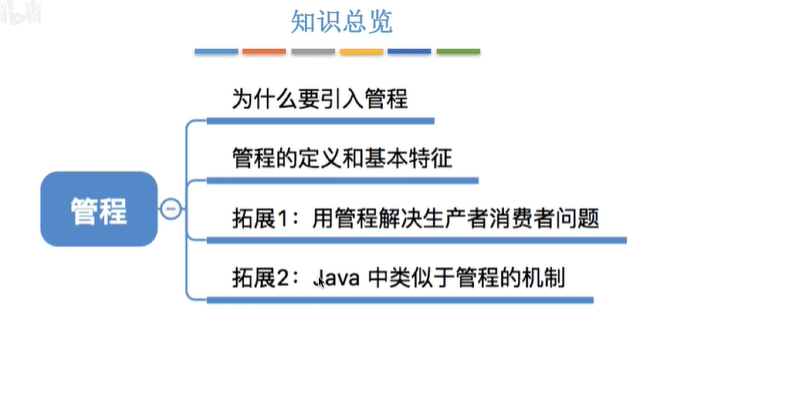 知识总览
为什么要引入管程
管程的定义和基本特征
管程
拓展1：用管程解决生产者消费者问题
拓展2：Java 中类似于管程的机制